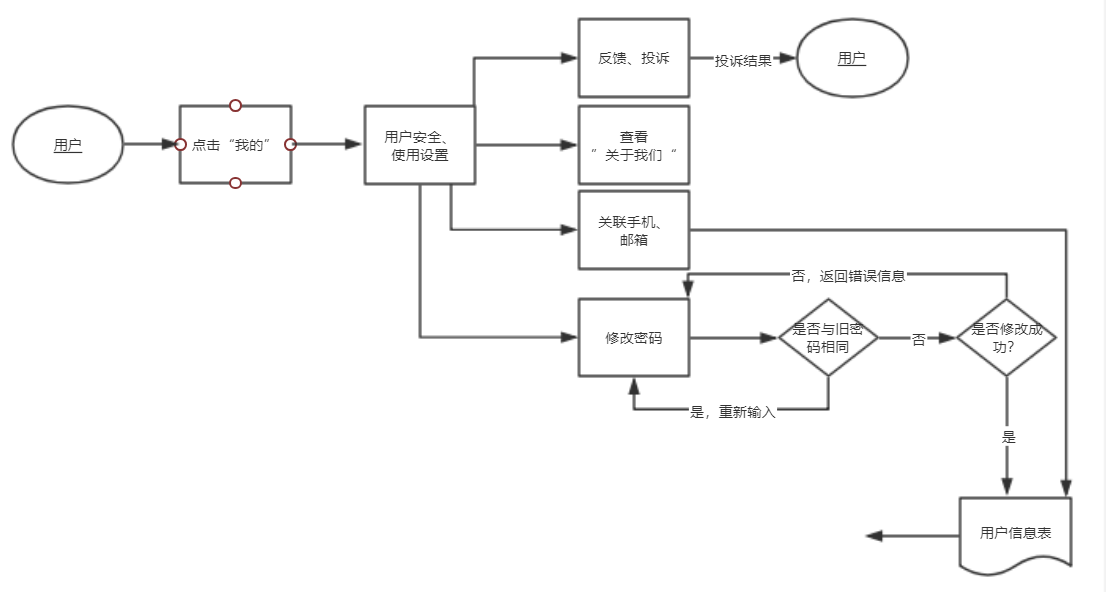 反馈、投诉
投诉结果
用户
用户
点击“我的”
用户安全、
使用设置
查看
”关于我们“
关联手机、
邮箱
否，返回错误信息
修改密码
是否与旧密
码相同
否
是否修改成
功?
是，重新输入
是
用户信息表